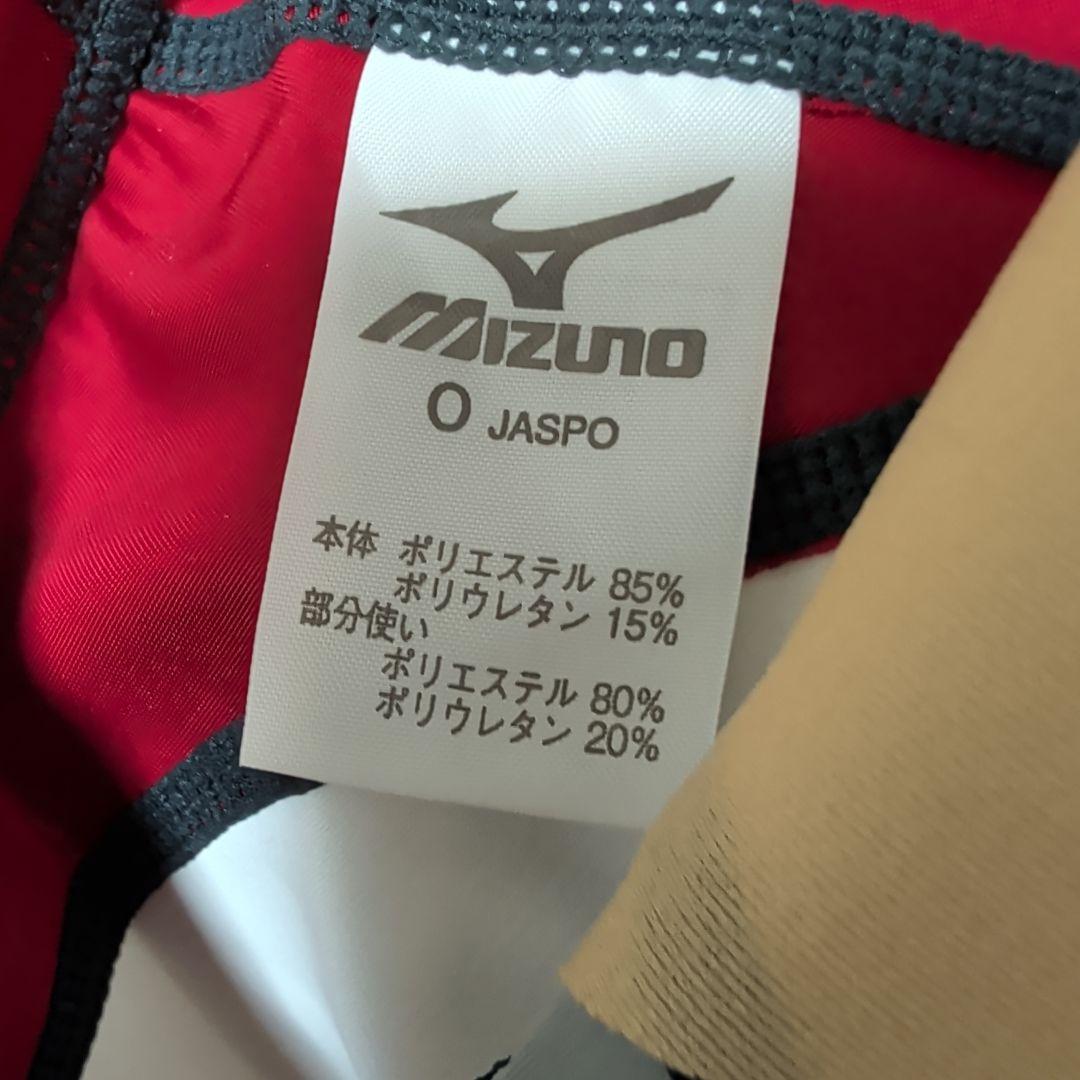 MIZUNO
O JASPO
本体 ポリエステル 85%
ポリウレタン 15%
部分使い
ポリエステル 80%
ポリウレタン 20%